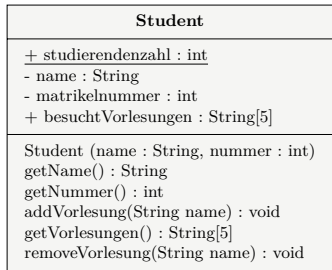 Student
+ studierendenzahl : int
- name : String
- matrikelnummer : int
+ besuchtVorlesungen : String[5]
Student (name : String, nummer : int)
getName() : String
getNummer() : int
addVorlesung(String name) : void
getVorlesungen() : String[5]
removeVorlesung(String name) : void